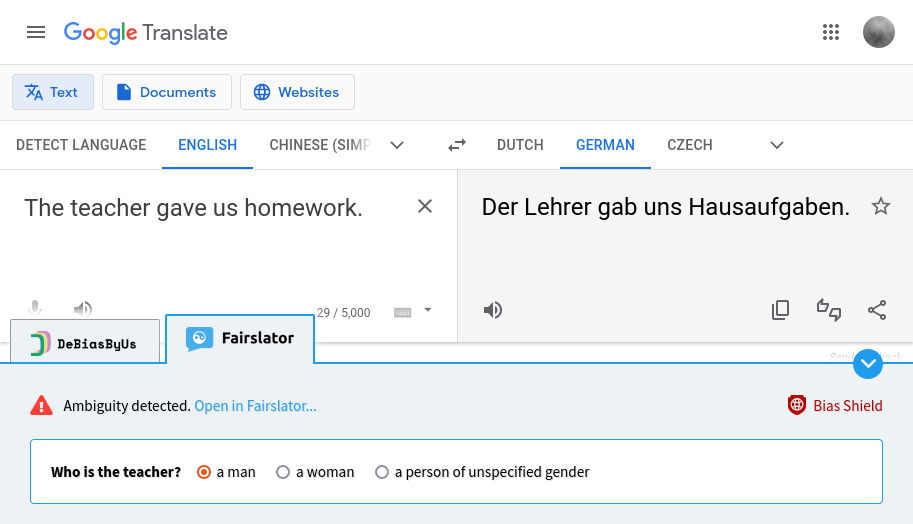 Google Translate
Text Documents Websites
DETECT LANGUAGE ENGLISH CHINESE (SIMP DUTCH GERMAN CZECH
The teacher gave us homework. Der Lehrer gab uns Hausaufgaben.
29 / 5,000
DeBiasByUs Fairslator
Ambiguity detected. Open in Fairslator... Bias Shield
Who is the teacher? a man a woman a person of unspecified gender